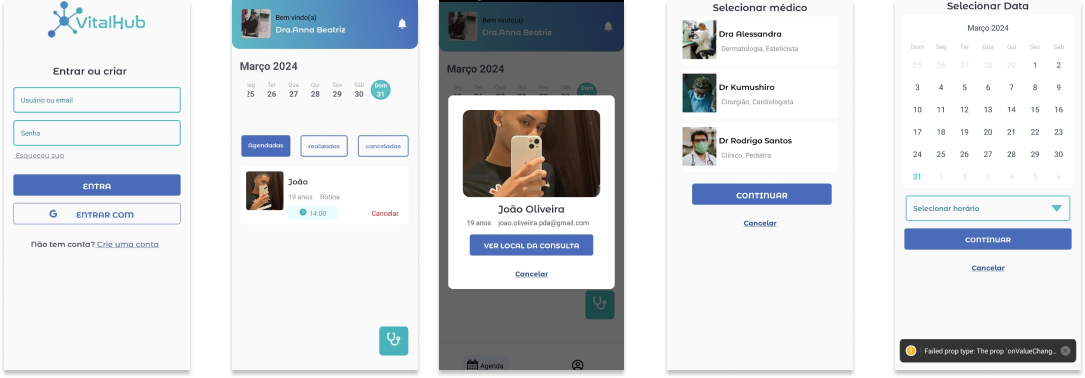 VitalHub
Entrar ou criar
Usuário ou email
Senha
Esqueceu sua
ENTRA
G ENTRAR COM
Não tem conta? Crie uma conta
Bem vindo(a)
Dra.Anna Beatriz
Março 2024
Ter Qua Qui Sex Sáb Dom
25 26 27 28 29 30 31
Agendadas realizadas canceladas
João
19 anos Rotina
14:00 Cancelar
Bem vindo(a)
Dra.Anna Beatriz
Março 2024
João Oliveira
19 anos joao.oliveira.pda@gmail.com
VER LOCAL DA CONSULTA
Cancelar
Agenda
Selecionar médico
Dra Alessandra
Dermatologia, Esteticista
Dr Kumushiro
Cirurgião, Cardiologista
Dr Rodrigo Santos
Clinico, Pediatra
CONTINUAR
Cancelar
Selecionar Data
Março 2024
Dom Seg Ter Qua Qui Sex Sáb
25 26 27 28 29 1 2
3 4 5 6 7 8 9
10 11 12 13 14 15 16
17 18 19 20 21 22 23
24 25 26 27 28 29 30
31 1 2 3 4 5 6
Selecionar horário
CONTINUAR
Cancelar
Failed prop type: The prop `onValueChang...